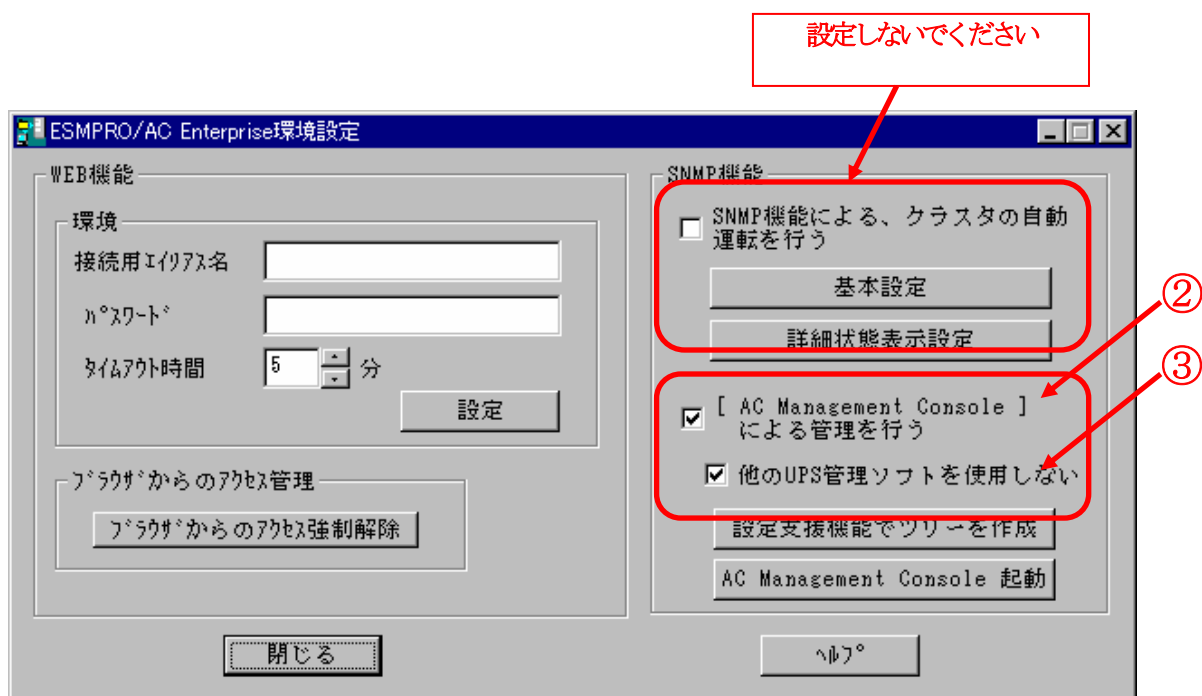 設定しないでください
ESMPRO/AC Enterprise環境設定
WEB機能
環境
接続用ｴｲﾘｱｽ名
ﾊﾟｽﾜｰﾄﾞ
ﾀｲﾑｱｳﾄ時間
5
分
設定
ﾌﾞﾗｳｻﾞからのｱｸｾｽ管理
ﾌﾞﾗｳｻﾞからのｱｸｾｽ強制解除
SNMP機能
SNMP機能による、クラスタの自動
運転を行う
基本設定
詳細状態表示設定
②
③
[ AC Management Console ]
による管理を行う
他のUPS管理ソフトを使用しない
設定支援機能でツリーを作成
AC Management Console 起動
閉じる
ﾍﾙﾌﾟ